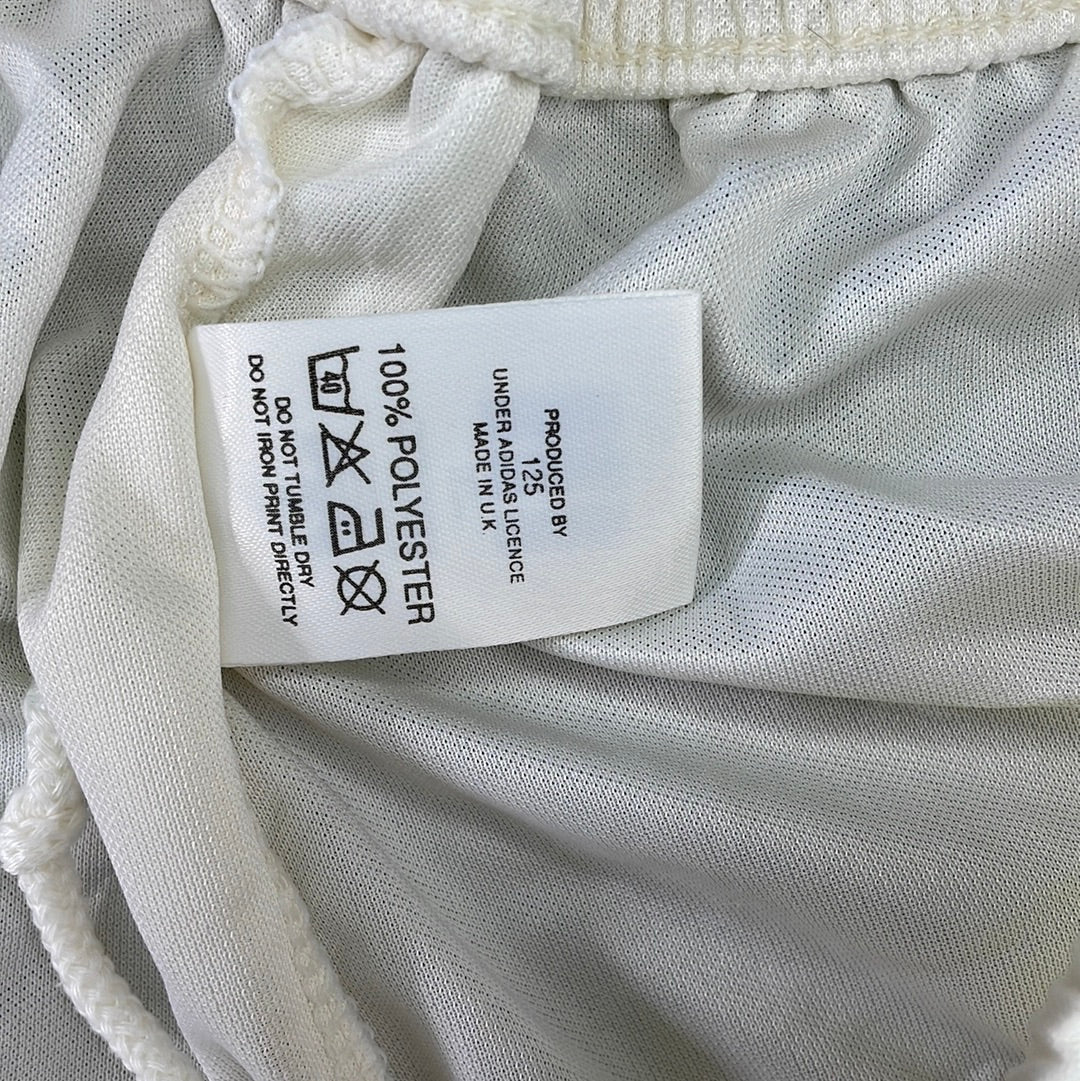 PRODUCED BY
125
UNDER ADIDAS LICENCE
MADE IN U.K.
100% POLYESTER
40
DO NOT TUMBLE DRY
DO NOT IRON PRINT DIRECTLY